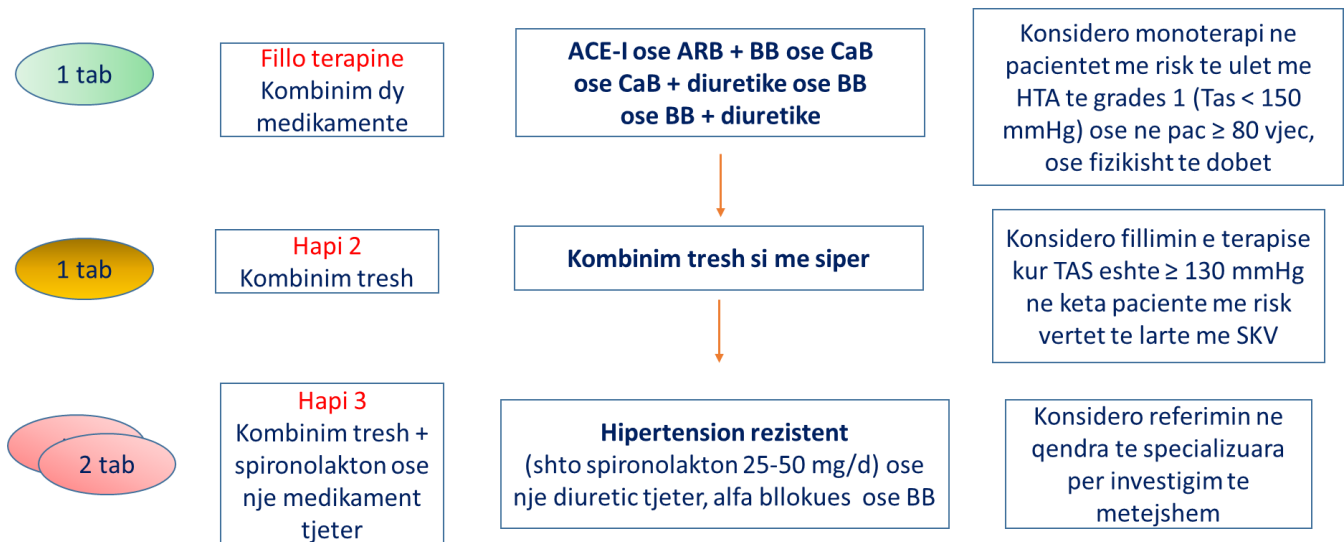 1 tab
Fillo terapine
Kombinim dy
medikamente
ACE-I ose ARB + BB ose CaB
ose CaB + diuretike ose BB
ose BB + diuretike
Konsidero monoterapi ne
pacientet me risk te ulet me
HTA te grades 1 (Tas < 150
mmHg) ose ne pac ≥ 80 vjec,
ose fizikisht te dobet
1 tab
Hapi 2
Kombinim tresh
Kombinim tresh si me siper
Konsidero fillimin e terapise
kur TAS eshte ≥ 130 mmHg
ne keta paciente me risk
vertet te larte me SKV
2 tab
Hapi 3
Kombinim tresh +
spironolakton ose
nje medikament
tjeter
Hipertension rezistent
(shto spironolakton 25-50 mg/d) ose
nje diuretic tjeter, alfa bllokues ose BB
Konsidero referimin ne
qendra te specializuara
per investigim te
metejshem